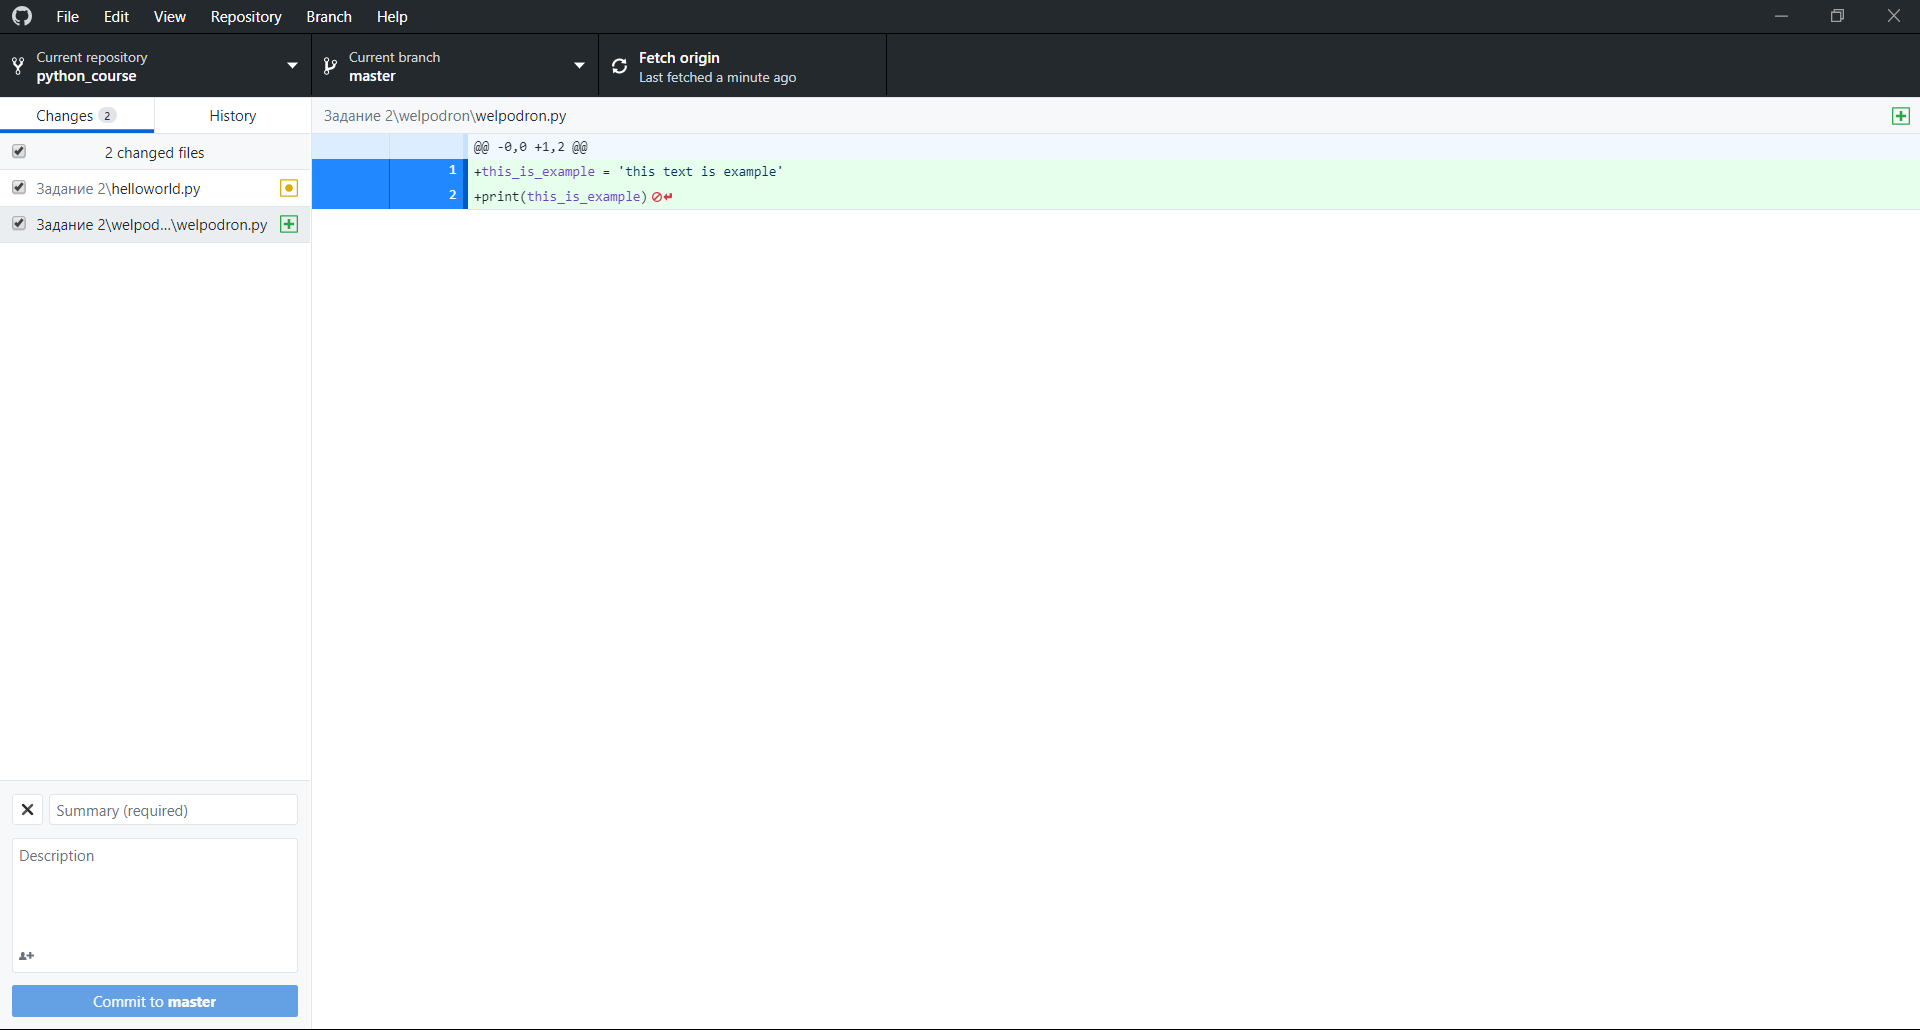 File Edit View Repository Branch Help
Current repository
python_course
Current branch
master
Fetch origin
Last fetched a minute ago
Changes 2
History
Задание 2\welpodron\welpodron.py
2 changed files
Задание 2\helloworld.py
Задание 2\welpod...\welpodron.py
@@ -0,0 +1,2 @@
1 +this_is_example = 'this text is example'
2 +print(this_is_example)
Summary (required)
Description
Commit to master